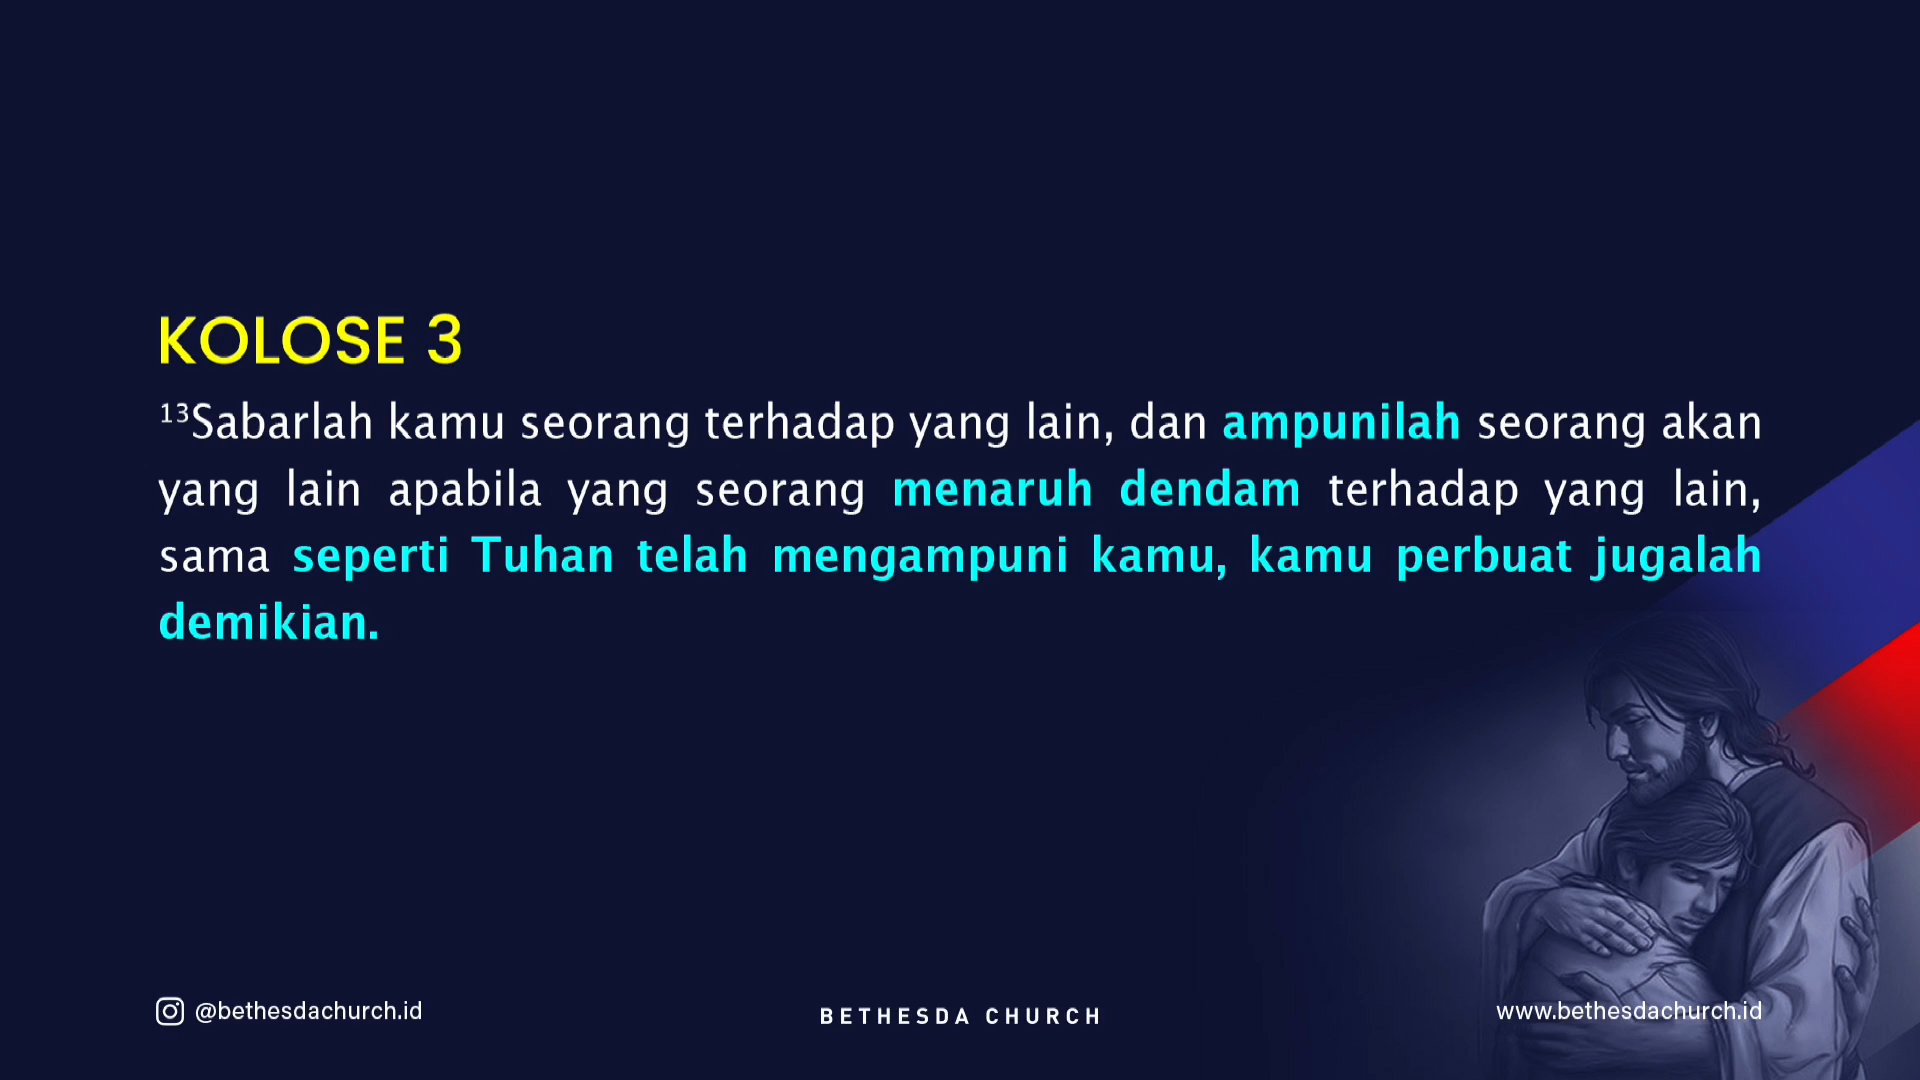 KOLOSE 3
¹³Sabarlah kamu seorang terhadap yang lain, dan ampunilah seorang akan
yang lain apabila yang seorang menaruh dendam terhadap yang lain,
sama seperti Tuhan telah mengampuni kamu, kamu perbuat jugalah
demikian.
@bethesdachurch.id
BETHESDA CHURCH
www.bethesdachurch.id